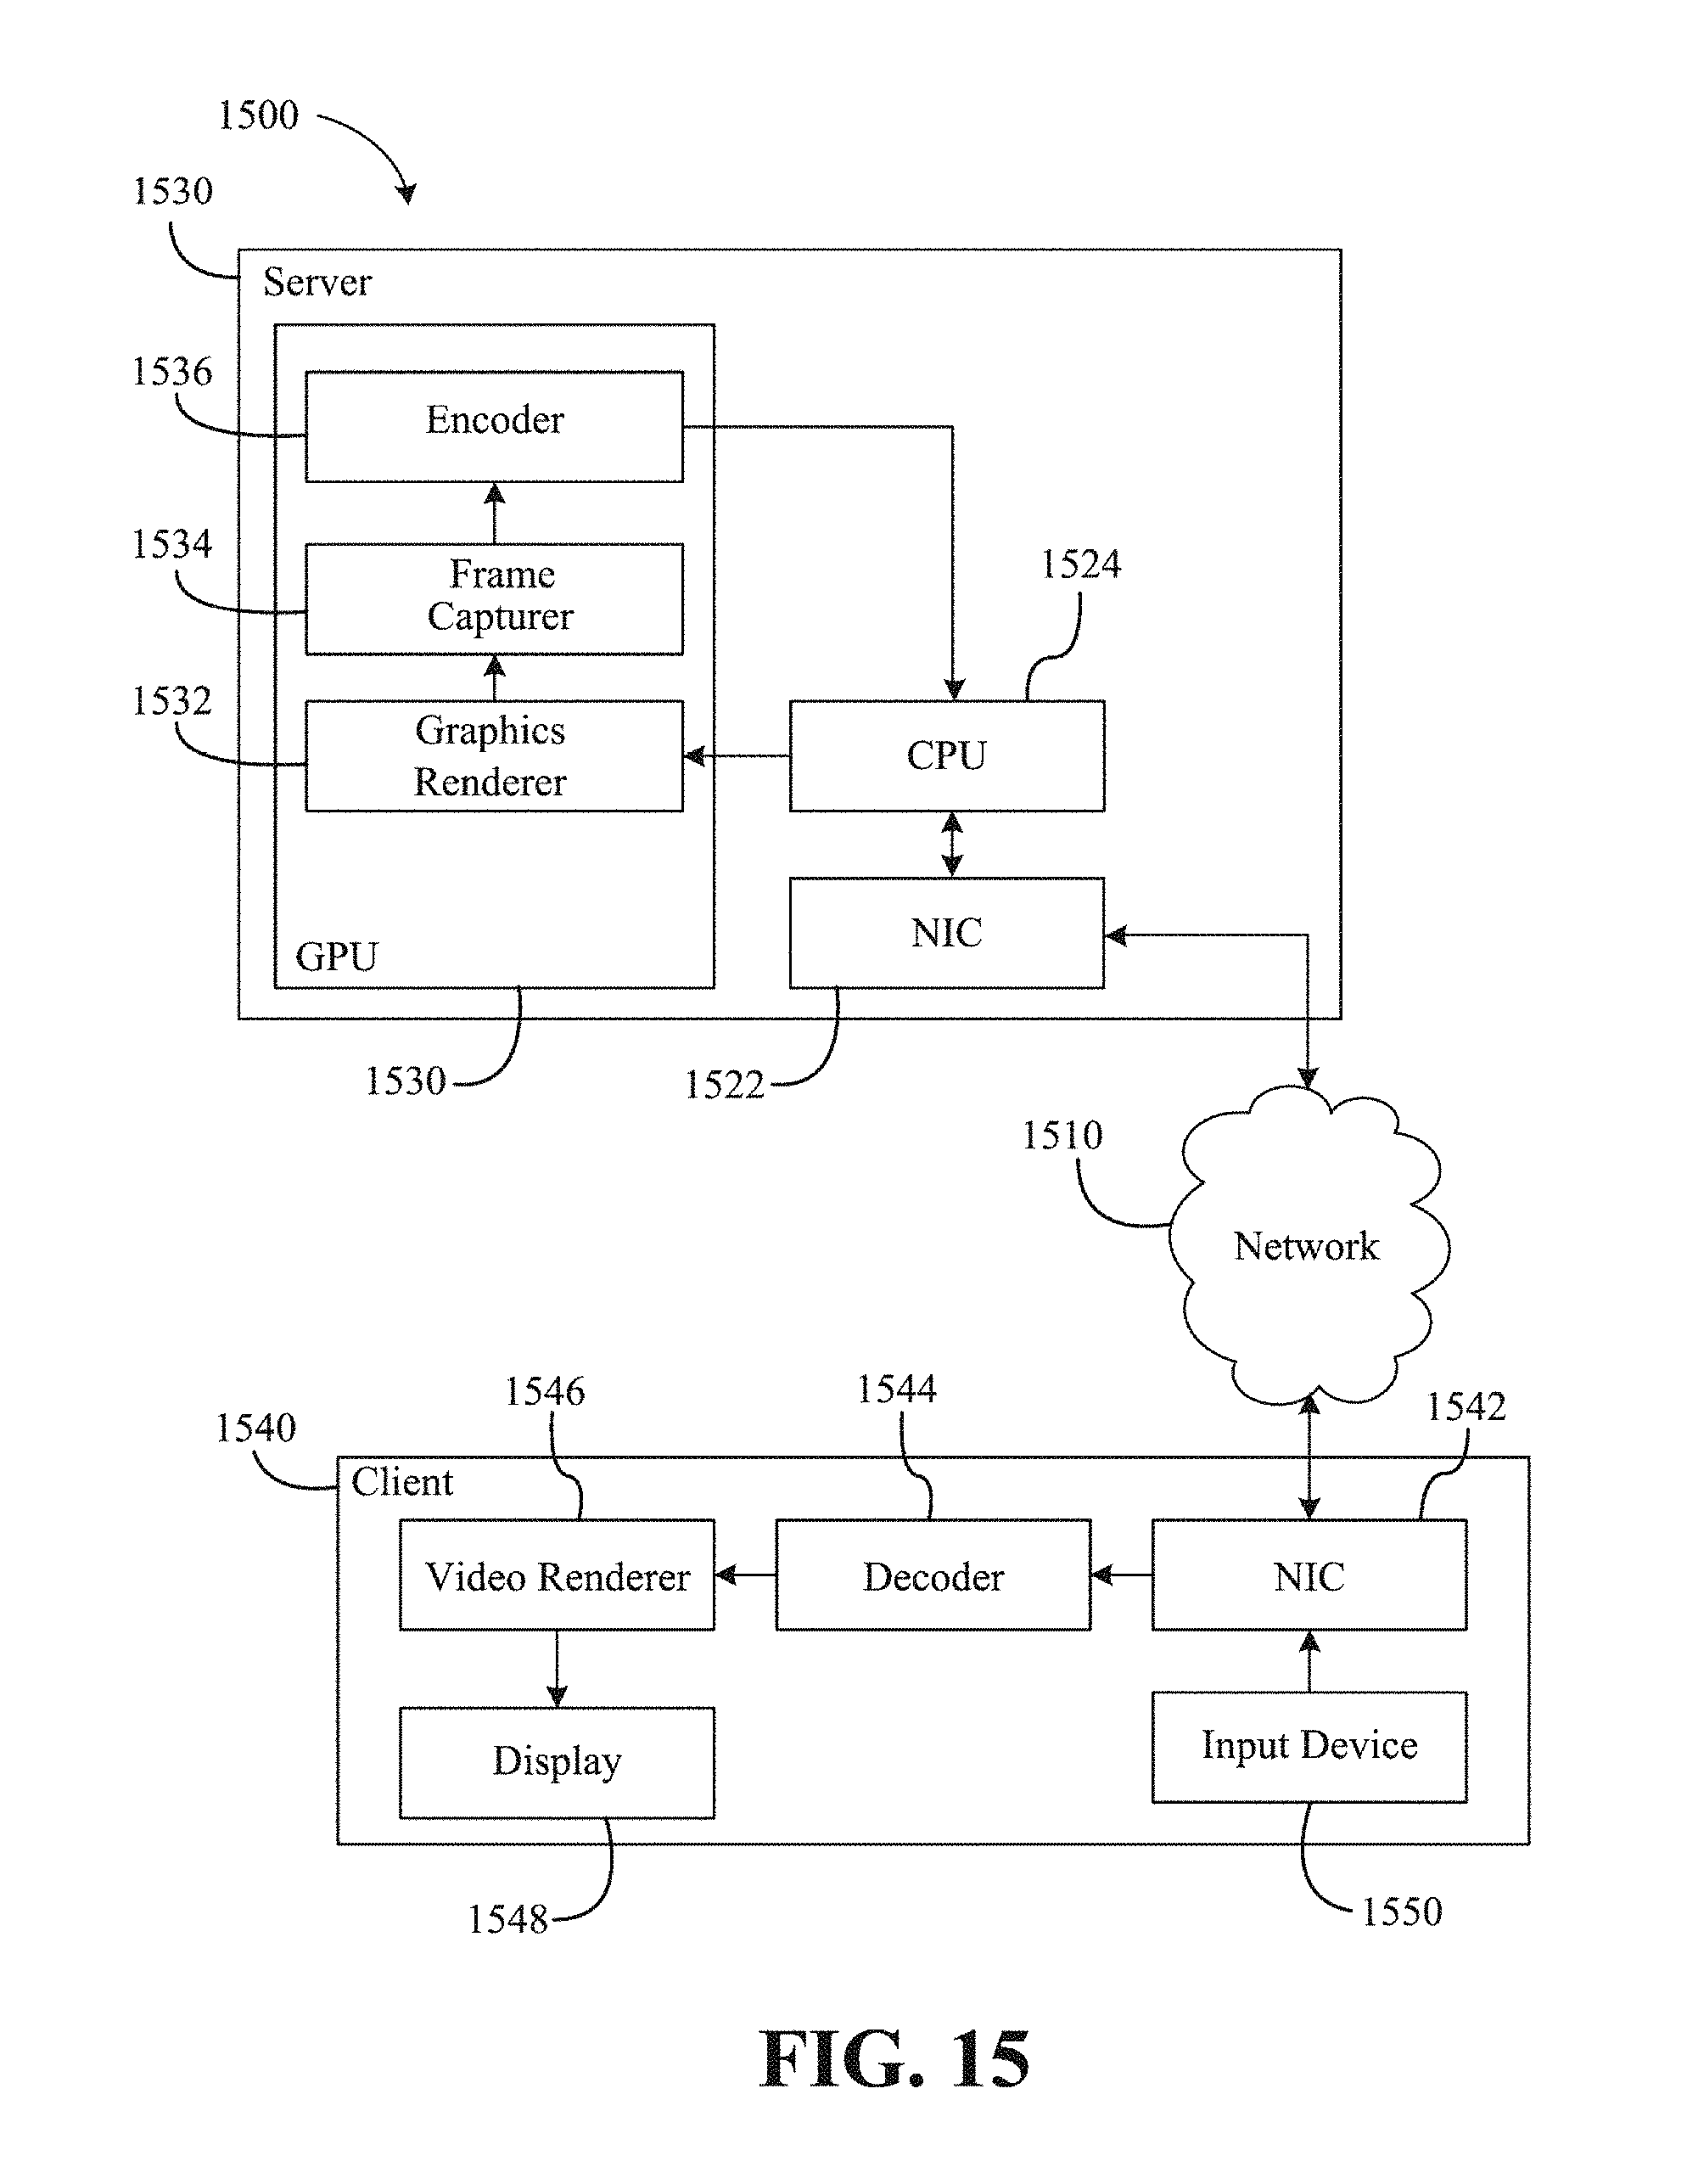 1500
1530
Server
1536
Encoder
1534
Frame
Capturer
1524
1532
Graphics
Renderer
CPU
NIC
GPU
1530
1522
1510
Network
1546
1544
1542
1540
Client
Video Renderer
Decoder
NIC
Input Device
Display
1548
1550
FIG. 15